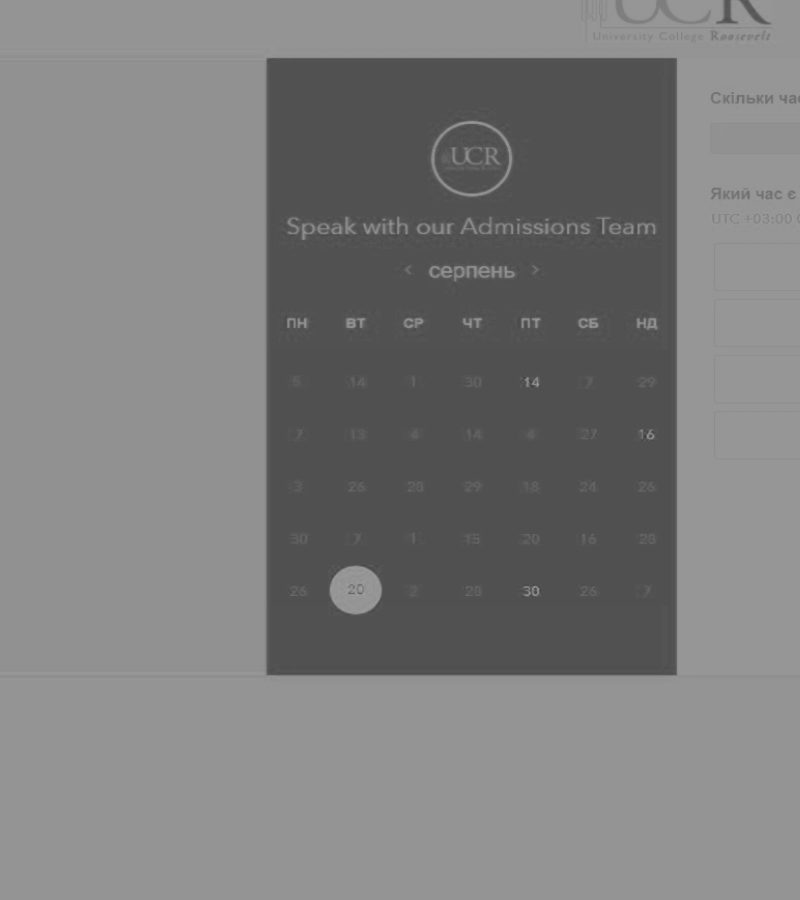 UCR
University College Roosevelt
UCR
Speak with our Admissions Team
< серпень >
ПН ВТ СР ЧТ ПТ СБ НД
5 14 1 30 14 7 29
7 13 4 14 4 27 16
3 26 28 29 18 24 26
30 7 1 15 20 16 28
26 20 2 28 30 26 7
Скільки час
Який час є
UTC +03:00